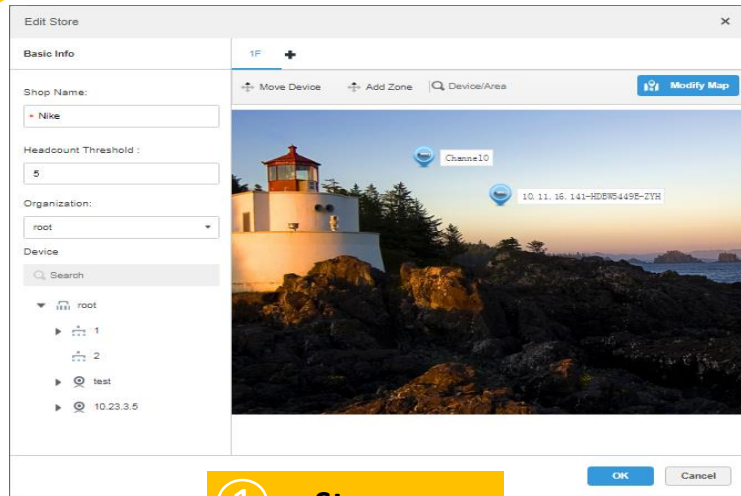 Edit Store
Basic Info
1F
Move Device
Add Zone
Device/Area
Modify Map
Shop Name:
* Nike
Headcount Threshold :
5
Organization:
root
Device
Search
root
1
2
test
10.23.3.5
Channel0
10.11.16.141-HDBW5449E-ZYH
OK
Cancel